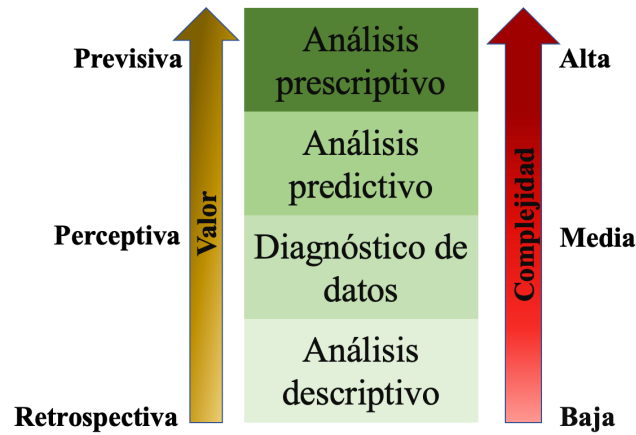 Previsiva
Perceptiva
Retrospectiva
Valor
Análisis
prescriptivo
Análisis
predictivo
Diagnóstico de
datos
Análisis
descriptivo
Complejidad
Alta
Media
Baja